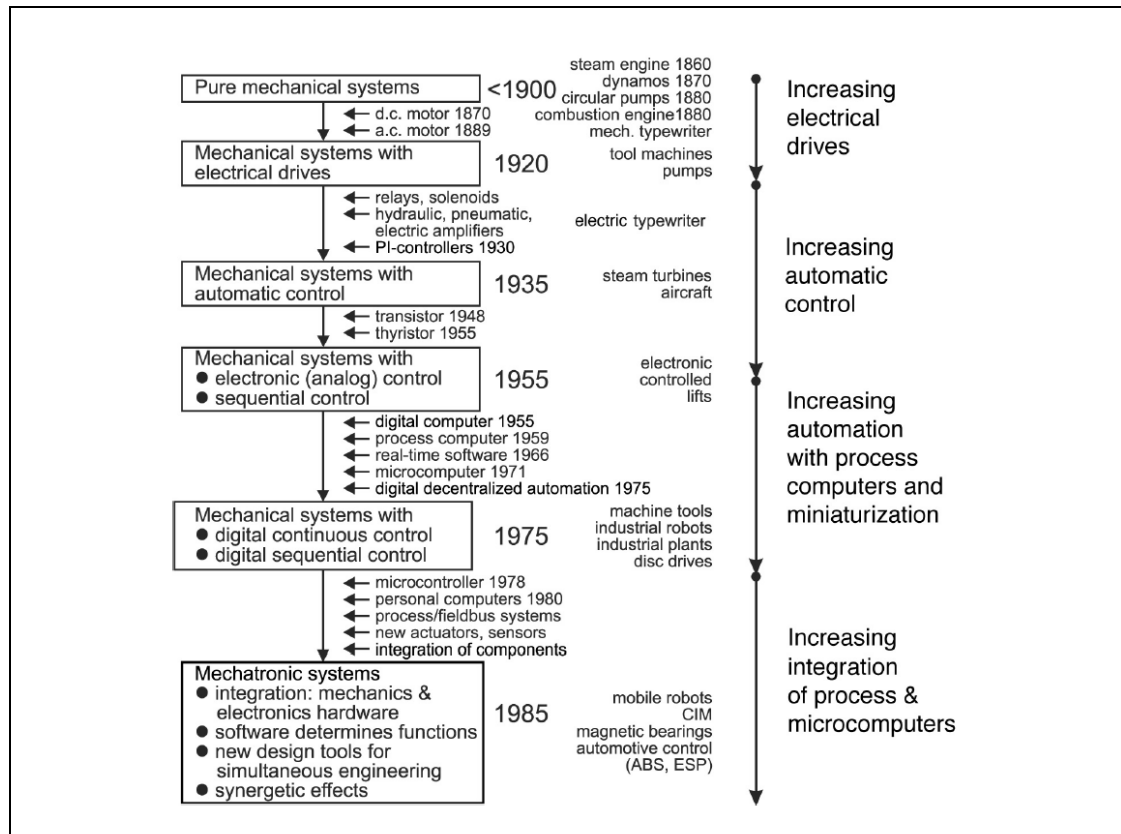 Pure mechanical systems
<1900
steam engine 1860
dynamos 1870
circular pumps 1880
combustion engine1880
mech. typewriter
Increasing
electrical
drives
d.c. motor 1870
a.c. motor 1889
Mechanical systems with
electrical drives
1920
tool machines
pumps
relays, solenoids
hydraulic, pneumatic,
electric amplifiers
PI-controllers 1930
electric typewriter
Increasing
automatic
control
Mechanical systems with
automatic control
1935
steam turbines
aircraft
transistor 1948
thyristor 1955
Mechanical systems with
● electronic (analog) control
● sequential control
1955
electronic
controlled
lifts
Increasing
automation
with process
computers and
miniaturization
digital computer 1955
process computer 1959
real-time software 1966
microcomputer 1971
digital decentralized automation 1975
Mechanical systems with
● digital continuous control
● digital sequential control
1975
machine tools
industrial robots
industrial plants
disc drives
microcontroller 1978
personal computers 1980
process/fieldbus systems
new actuators, sensors
integration of components
Increasing
integration
of process &
microcomputers
Mechatronic systems
● integration: mechanics &
electronics hardware
● software determines functions
● new design tools for
simultaneous engineering
● synergetic effects
1985
mobile robots
CIM
magnetic bearings
automotive control
(ABS, ESP)